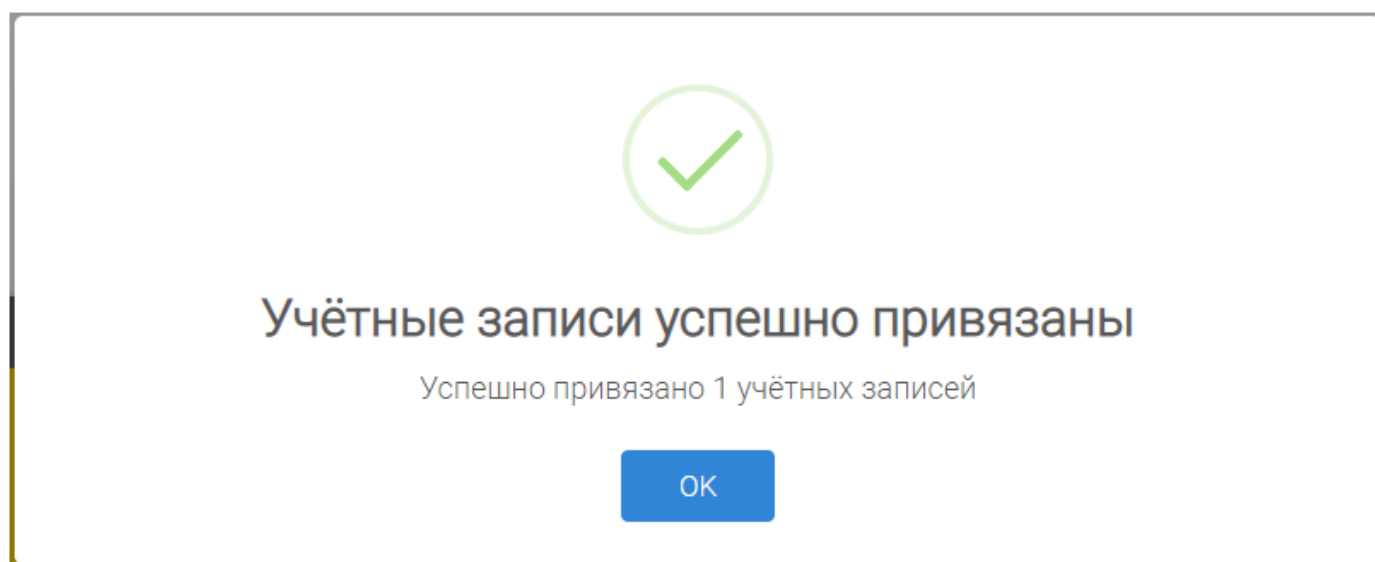 Учётные записи успешно привязаны
Успешно привязано 1 учётных записей
OK